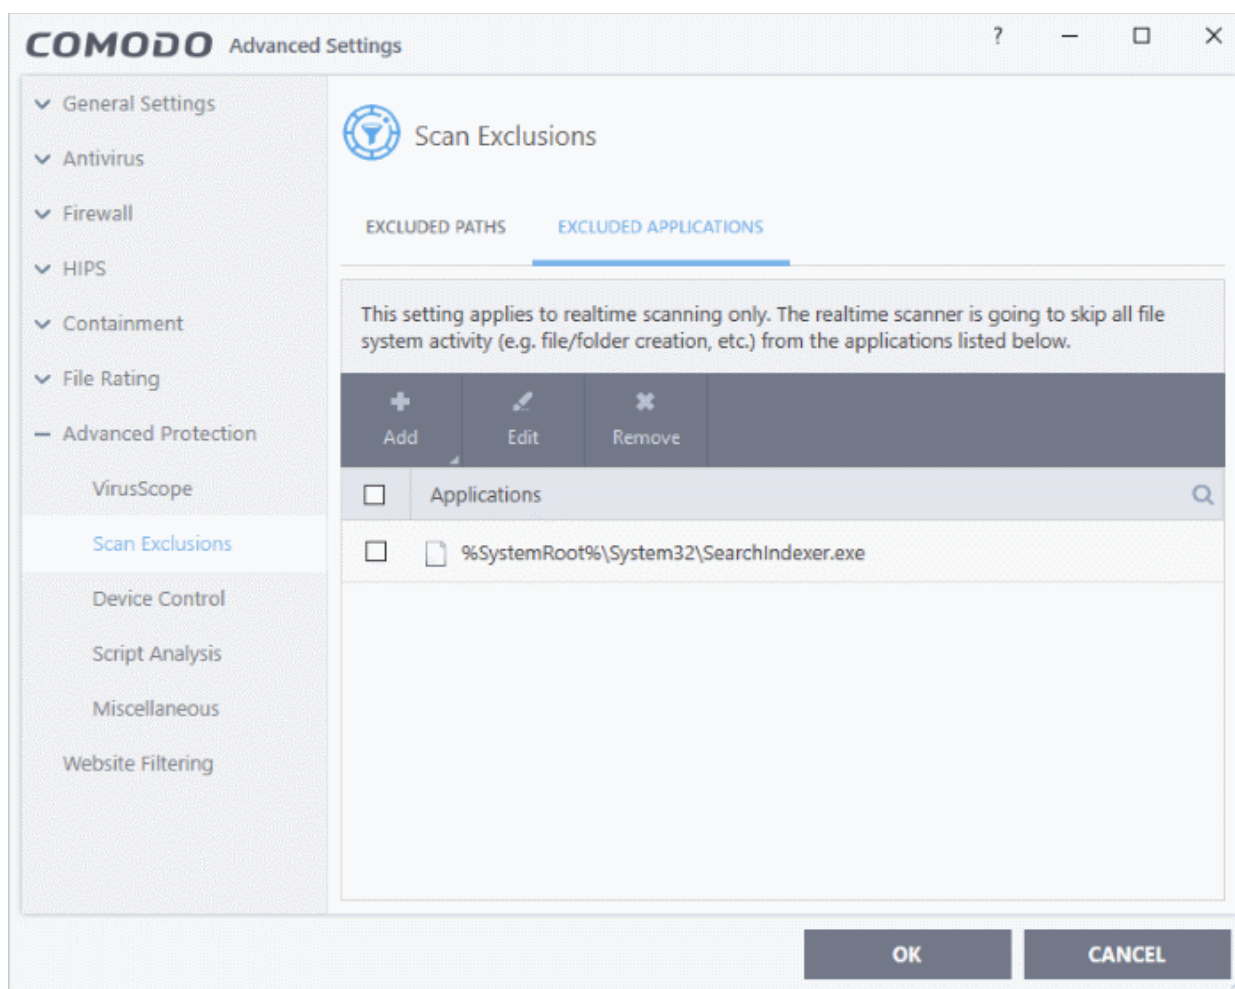 COMODO Advanced Settings ?
General Settings
Antivirus
Firewall
HIPS
Containment
File Rating
Advanced Protection
VirusScope
Scan Exclusions
Device Control
Script Analysis
Miscellaneous
Website Filtering
Scan Exclusions
EXCLUDED PATHS EXCLUDED APPLICATIONS
This setting applies to realtime scanning only. The realtime scanner is going to skip all file
system activity (e.g. file/folder creation, etc.) from the applications listed below.
Add Edit Remove
Applications
%SystemRoot%\System32\SearchIndexer.exe
OK CANCEL